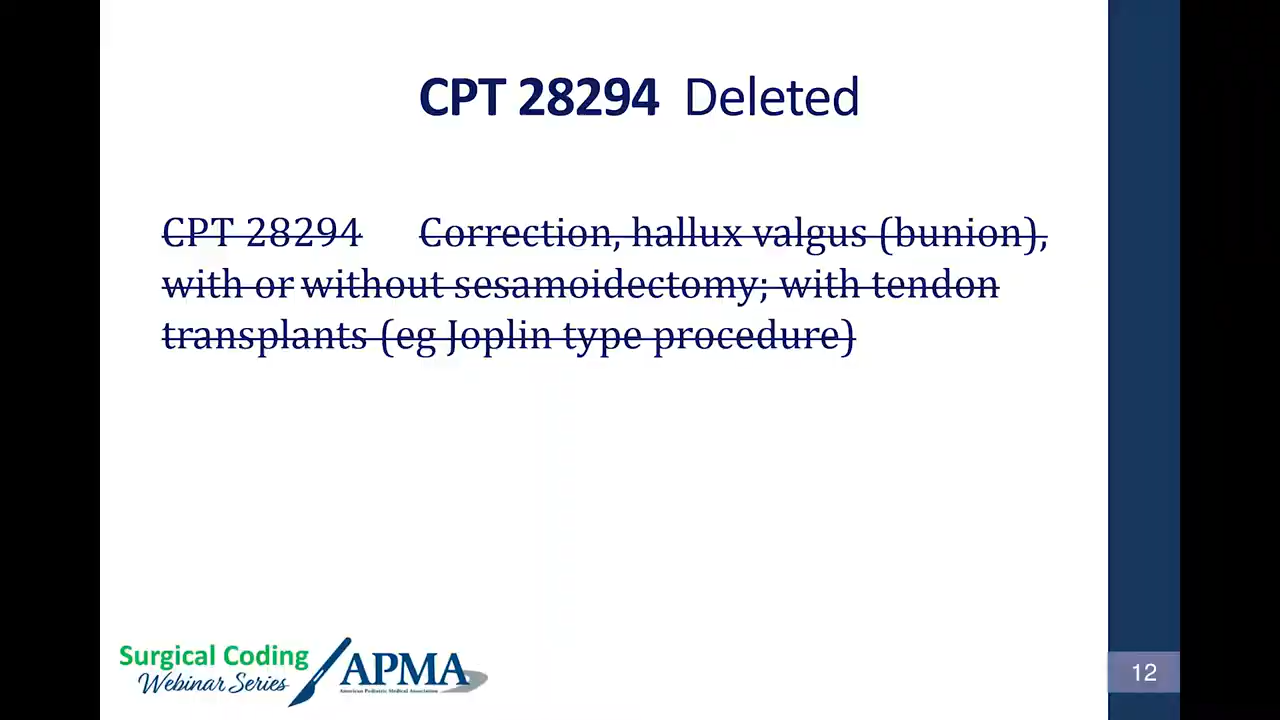 CPT 28294 Deleted
CPT 28294 Correction, hallux valgus (bunion),
with or without sesamoidectomy; with tendon
transplants (eg Joplin type procedure)
Surgical Coding
Webinar Series
APMA
American Podiatric Medical Association
12